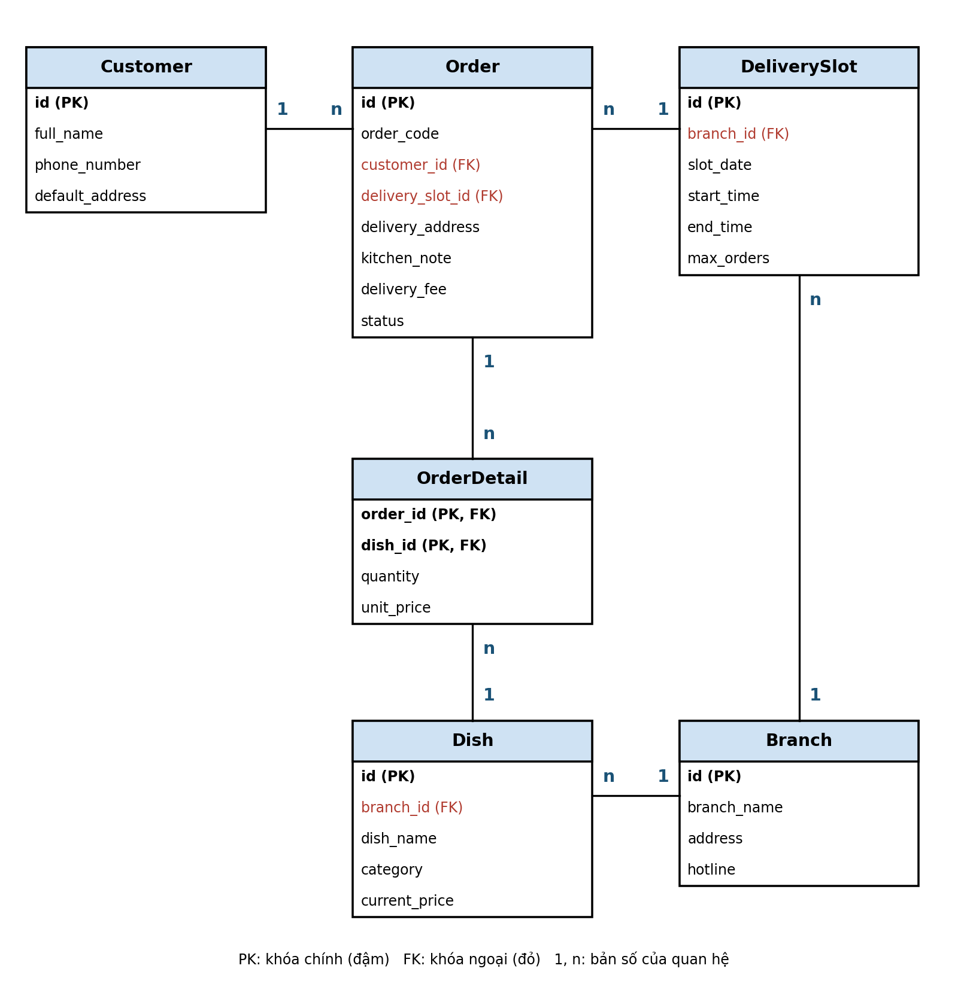 Customer
id (PK)
full_name
phone_number
default_address
1
n
Order
id (PK)
order_code
customer_id (FK)
delivery_slot_id (FK)
delivery_address
kitchen_note
delivery_fee
status
n
1
DeliverySlot
id (PK)
branch_id (FK)
slot_date
start_time
end_time
max_orders
n
1
1
n
OrderDetail
order_id (PK, FK)
dish_id (PK, FK)
quantity
unit_price
n
1
Dish
id (PK)
branch_id (FK)
dish_name
category
current_price
n
1
Branch
id (PK)
branch_name
address
hotline
PK: khóa chính (đậm)   FK: khóa ngoại (đỏ)   1, n: bản số của quan hệ